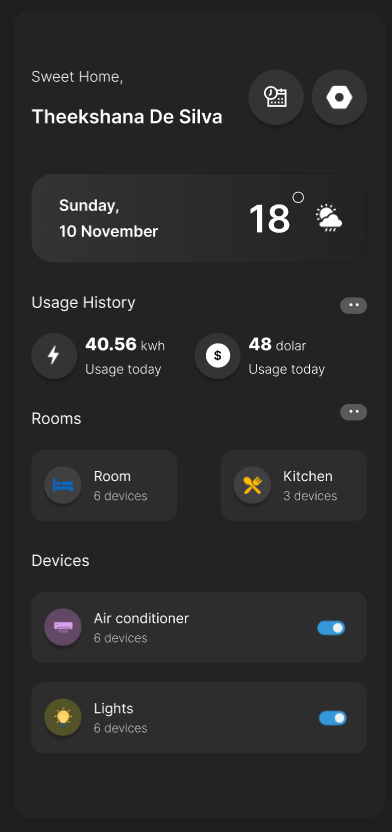 Sweet Home,
Theekshana De Silva
Sunday,
10 November
18°
Usage History
40.56 kwh
Usage today
$
48 dolar
Usage today
Rooms
Room
6 devices
Kitchen
3 devices
Devices
Air conditioner
6 devices
Lights
6 devices